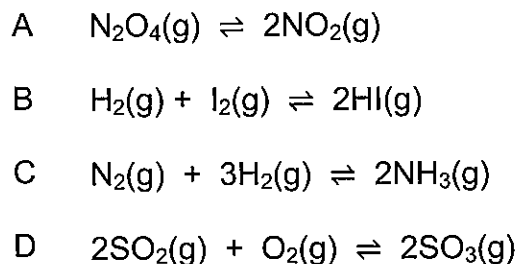 A N₂O₄(g) ⇌ 2NO₂(g)
B H₂(g) + I₂(g) ⇌ 2HI(g)
C N₂(g) + 3H₂(g) ⇌ 2NH₃(g)
D 2SO₂(g) + O₂(g) ⇌ 2SO₃(g)